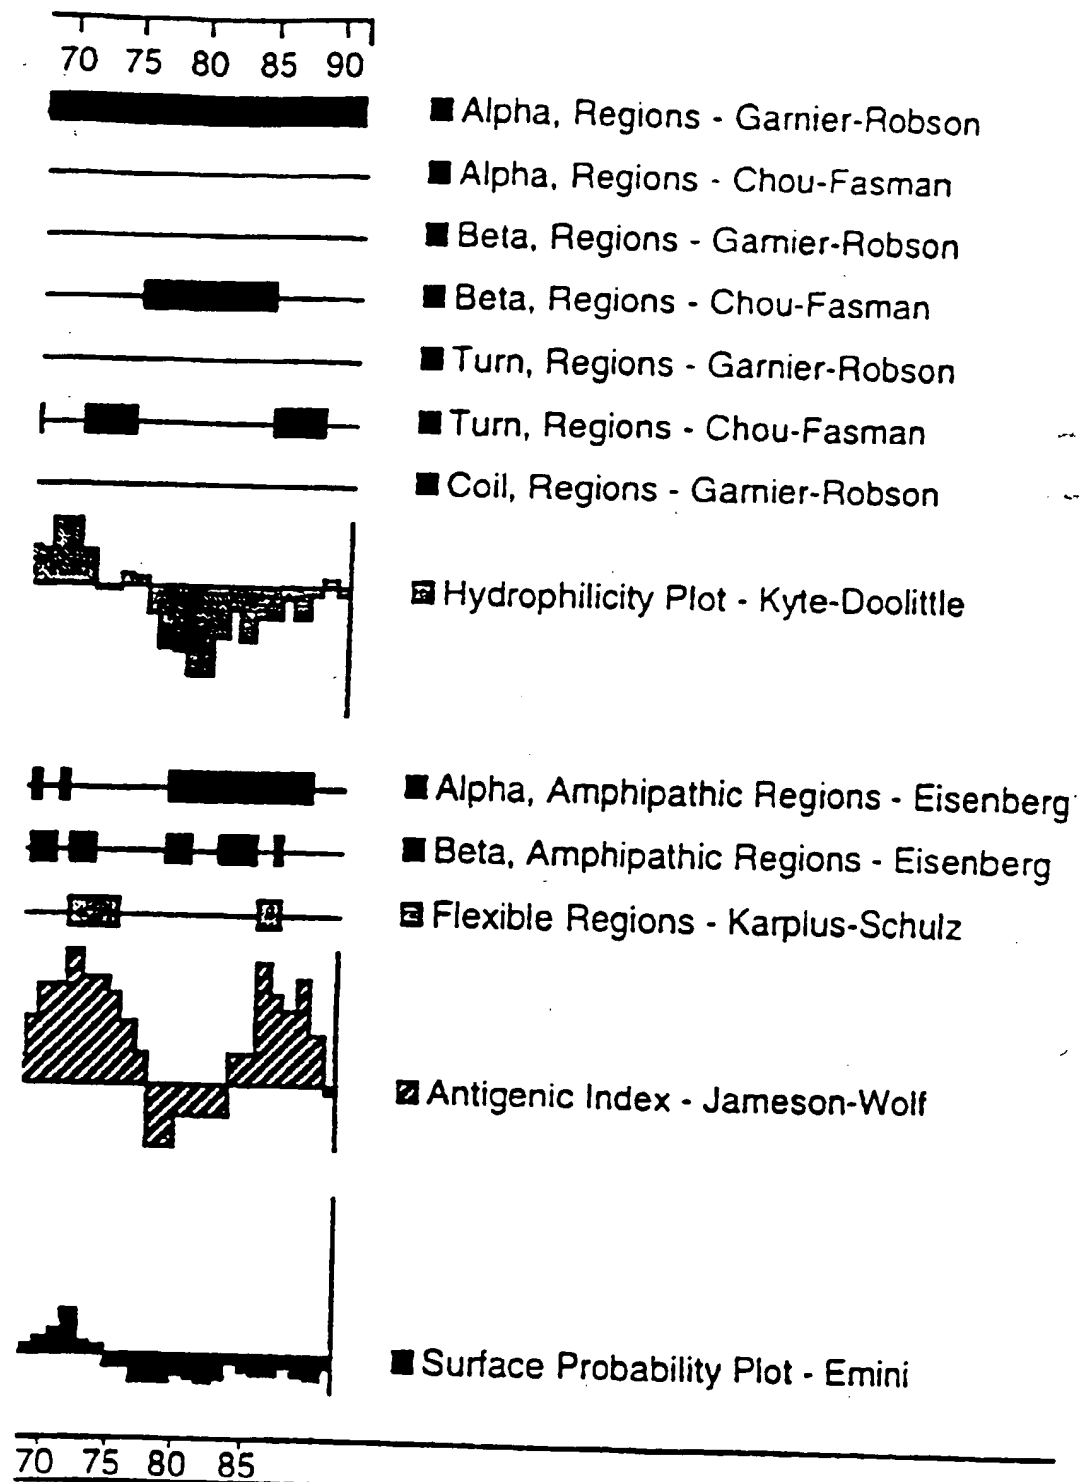 70 75 80 85 90
Alpha, Regions - Garnier-Robson
Alpha, Regions - Chou-Fasman
Beta, Regions - Garnier-Robson
Beta, Regions - Chou-Fasman
Turn, Regions - Garnier-Robson
Turn, Regions - Chou-Fasman
Coil, Regions - Garnier-Robson
Hydrophilicity Plot - Kyte-Doolittle
Alpha, Amphipathic Regions - Eisenberg
Beta, Amphipathic Regions - Eisenberg
Flexible Regions - Karplus-Schulz
Antigenic Index - Jameson-Wolf
Surface Probability Plot - Emini
70 75 80 85